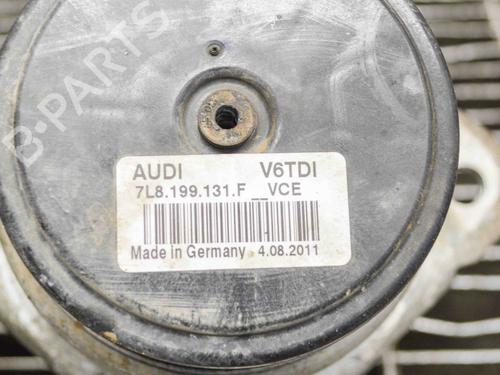 B-PARTS
AUDI V6TDI
7L8.199.131.F __VCE
Made in Germany 4.08.2011